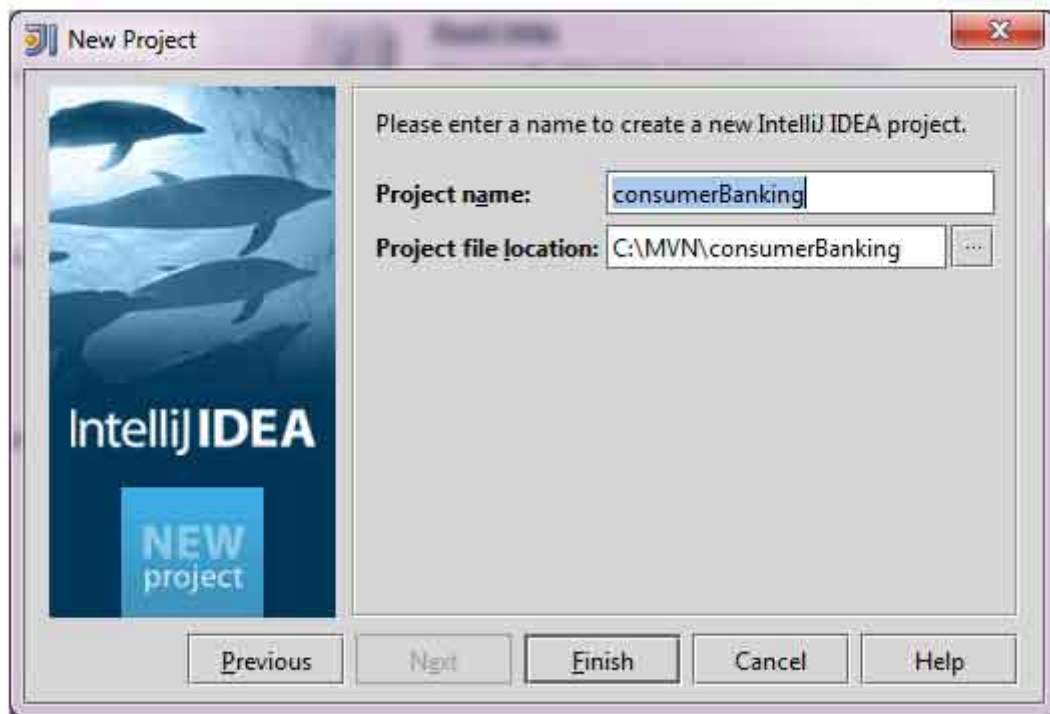 New Project
Please enter a name to create a new IntelliJ IDEA project.
Project name: consumerBanking
Project file location: C:\MVN\consumerBanking ...
IntelliJ IDEA
NEW
project
Previous Next Finish Cancel Help